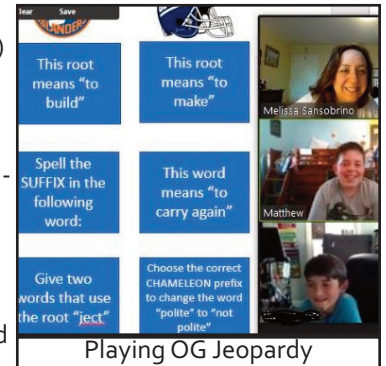 lear Save
ISLANDERS
This root
means "to
build"
This root
means "to
make"
Melissa Sansobrino
Spell the
SUFFIX in the
following
word:
This word
means "to
carry again"
Matthew
Give two
words that use
the root "ject"
Choose the correct
CHAMELEON prefix
to change the word
"polite" to "not
polite"
)
-
d
Playing OG Jeopardy